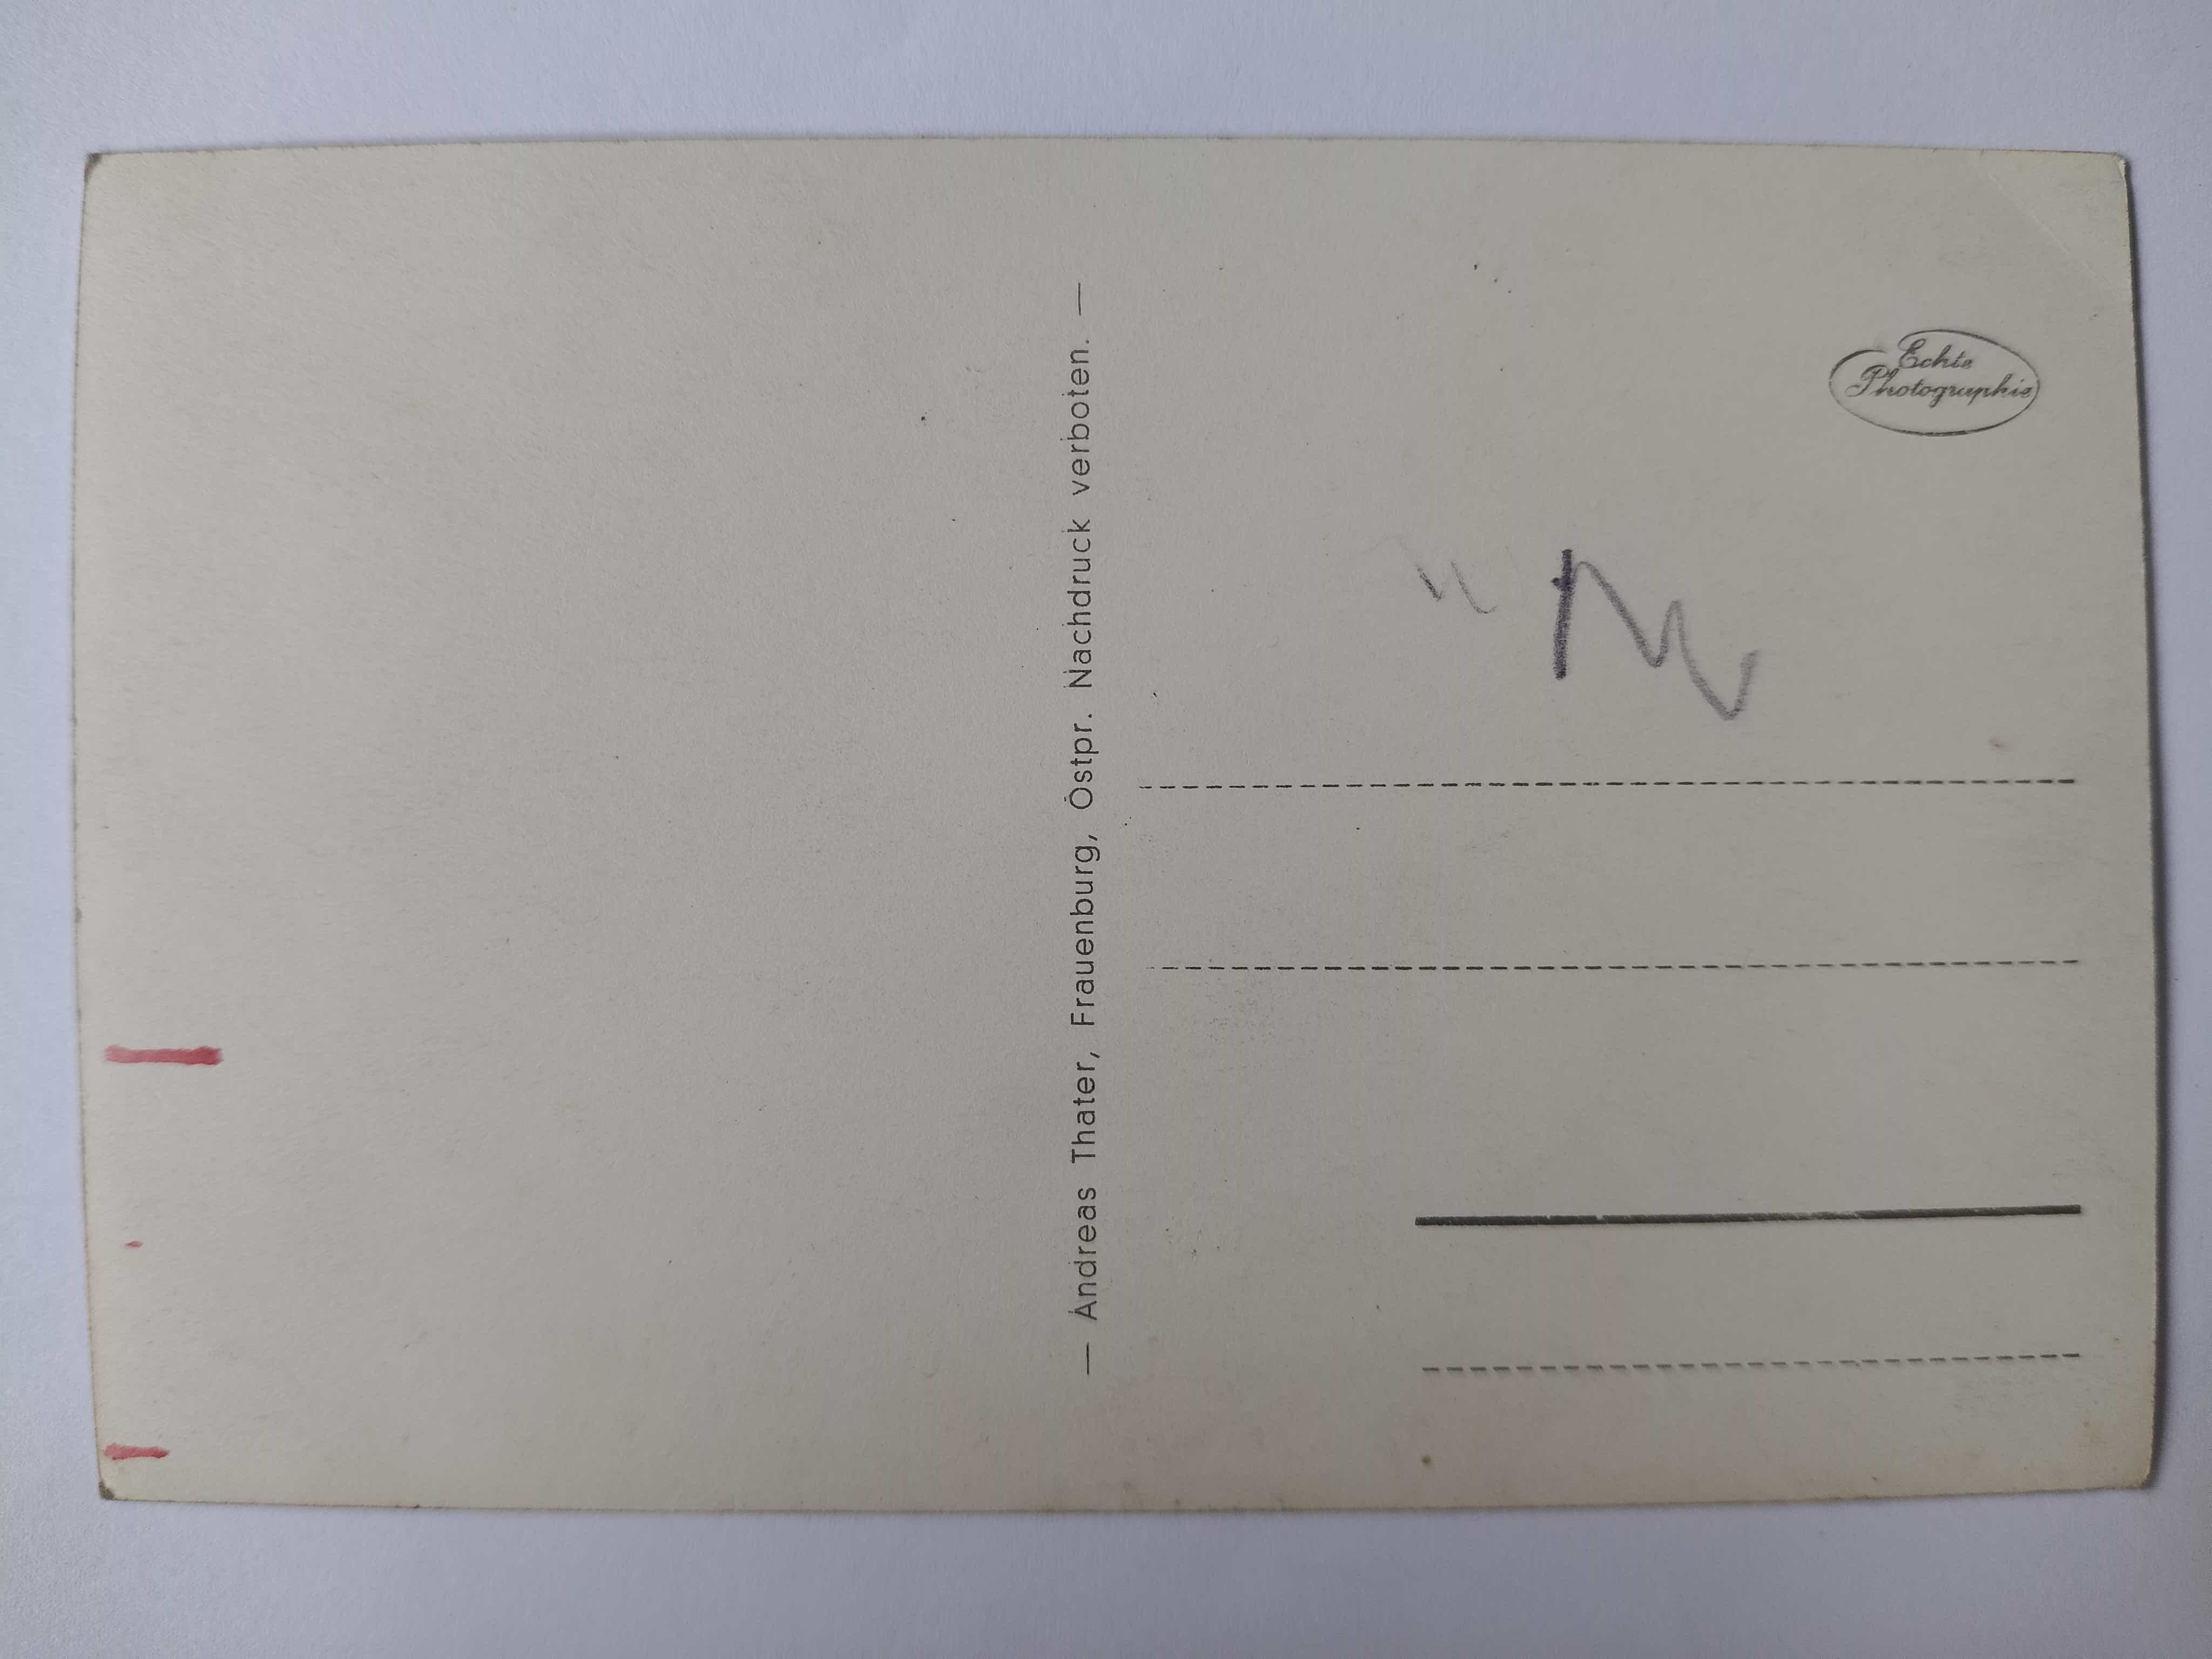 — Andreas Thater, Frauenburg, Ostpr. Nachdruck verboten. —
Echte
Photographie